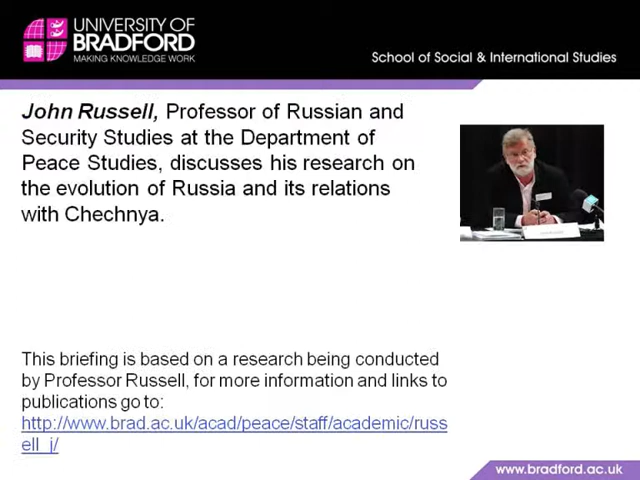 UNIVERSITY OF
BRADFORD
MAKING KNOWLEDGE WORK
School of Social & International Studies
John Russell, Professor of Russian and
Security Studies at the Department of
Peace Studies, discusses his research on
the evolution of Russia and its relations
with Chechnya.
This briefing is based on a research being conducted
by Professor Russell, for more information and links to
publications go to:
http://www.brad.ac.uk/acad/peace/staff/academic/russ
ell_j/
www.bradford.ac.uk